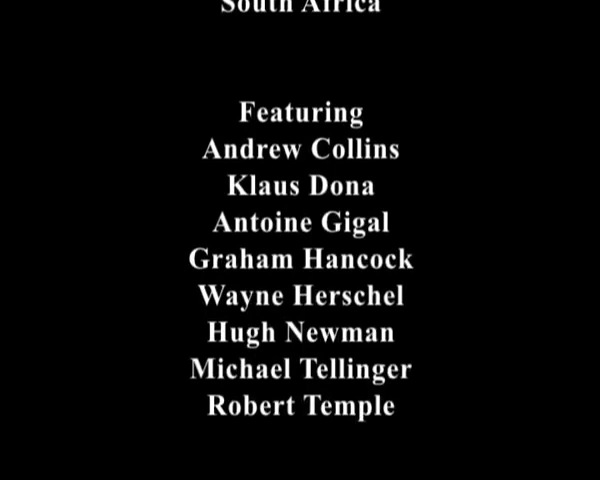 South Africa
Featuring
Andrew Collins
Klaus Dona
Antoine Gigal
Graham Hancock
Wayne Herschel
Hugh Newman
Michael Tellinger
Robert Temple